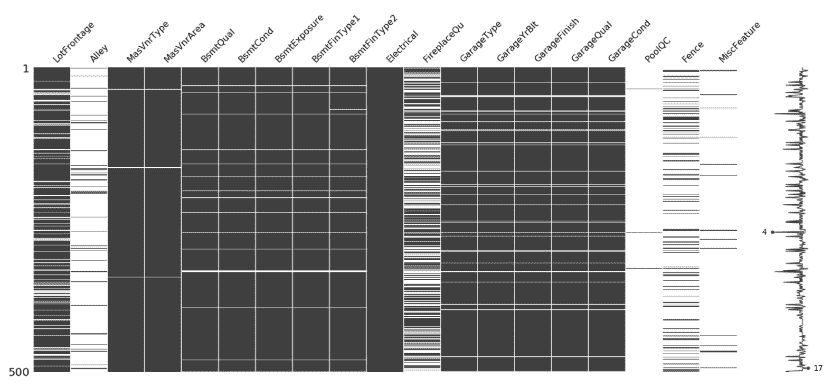 LotFrontage
Alley
MasVnrType
MasVnrArea
BsmtQual
BsmtCond
BsmtExposure
BsmtFinType1
BsmtFinType2
Electrical
FireplaceQu
GarageType
GarageYrBlt
GarageFinish
GarageQual
GarageCond
PoolQC
Fence
MiscFeature
1
4
500
17